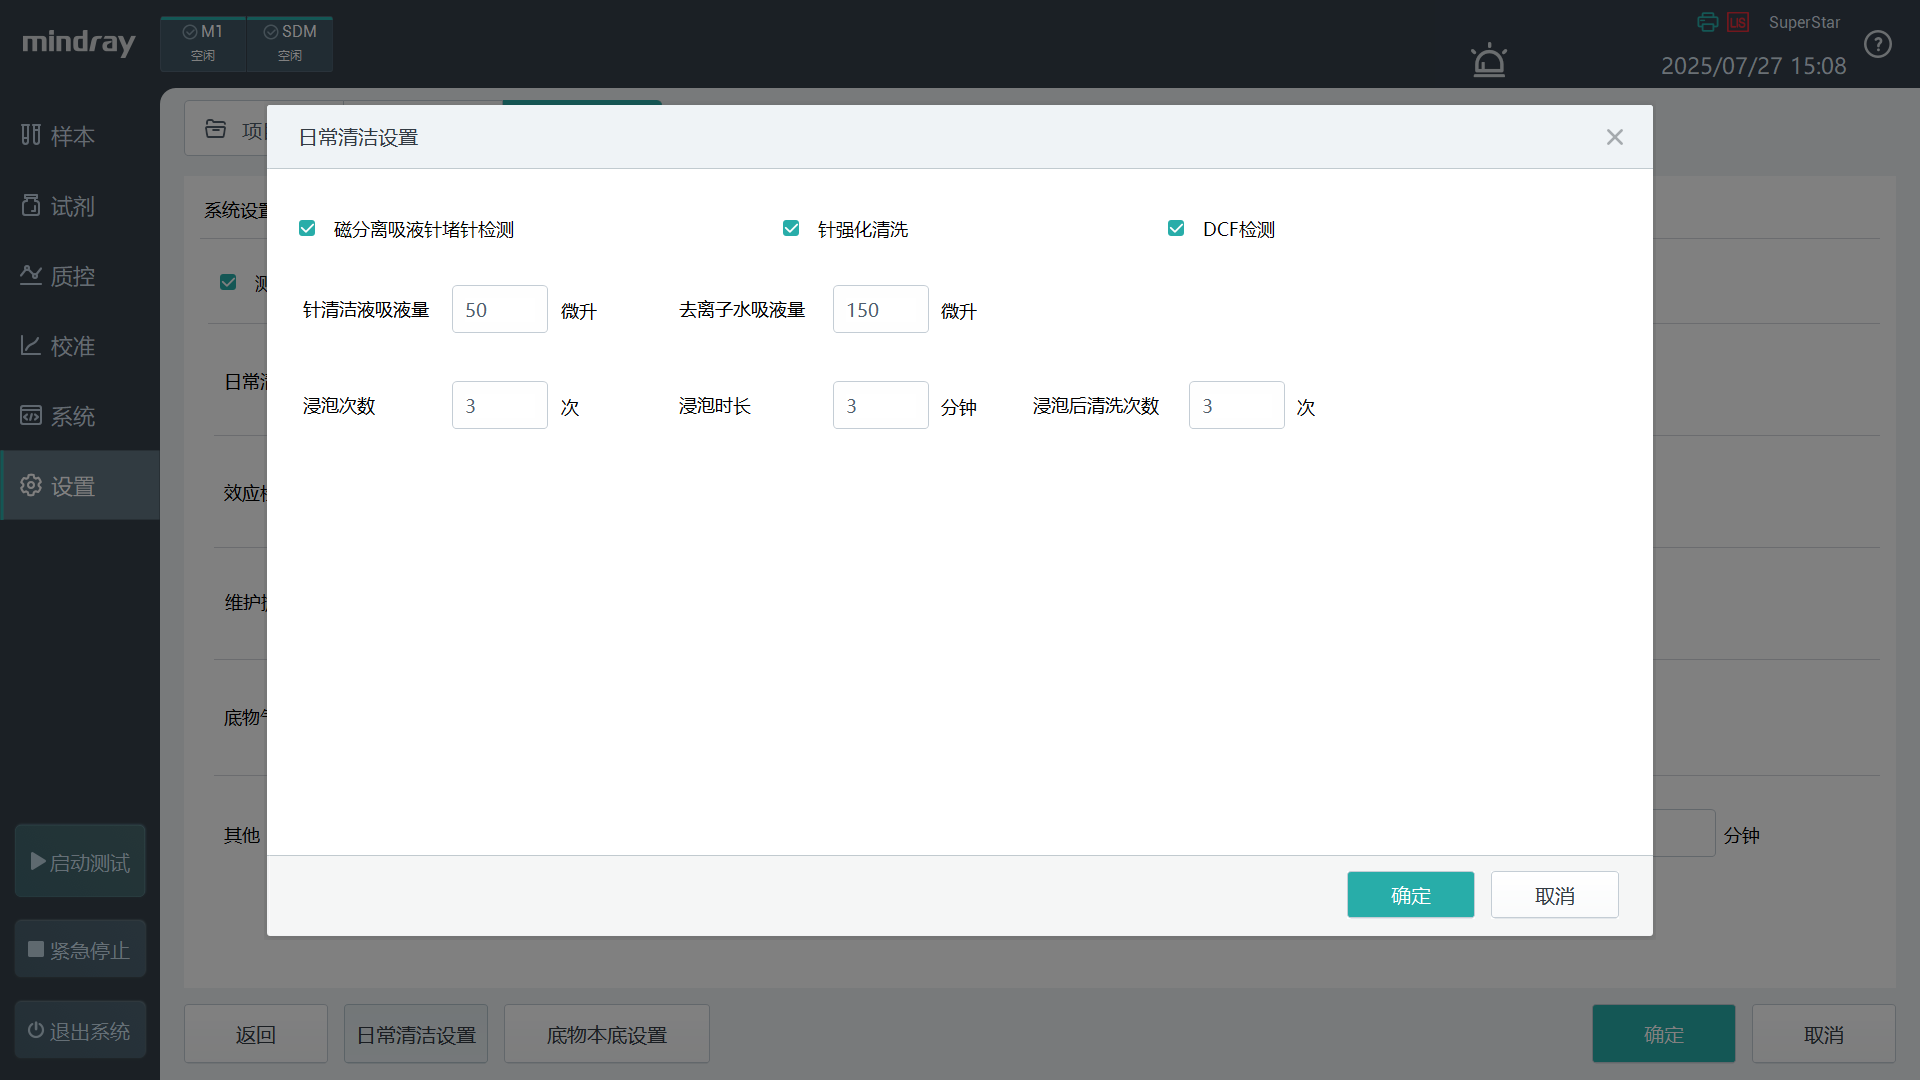 mindray
M1
空闲
SDM
空闲
LIS
SuperStar
2025/07/27 15:08
?
样本
试剂
质控
校准
系统
设置
启动测试
紧急停止
退出系统
项
系统设置
测
日常清
效应
维护
底物
其他
分钟
日常清洁设置
磁分离吸液针堵针检测
针强化清洗
DCF检测
针清洁液吸液量 50 微升
去离子水吸液量 150 微升
浸泡次数 3 次
浸泡时长 3 分钟
浸泡后清洗次数 3 次
确定
取消
返回
日常清洁设置
底物本底设置
确定
取消